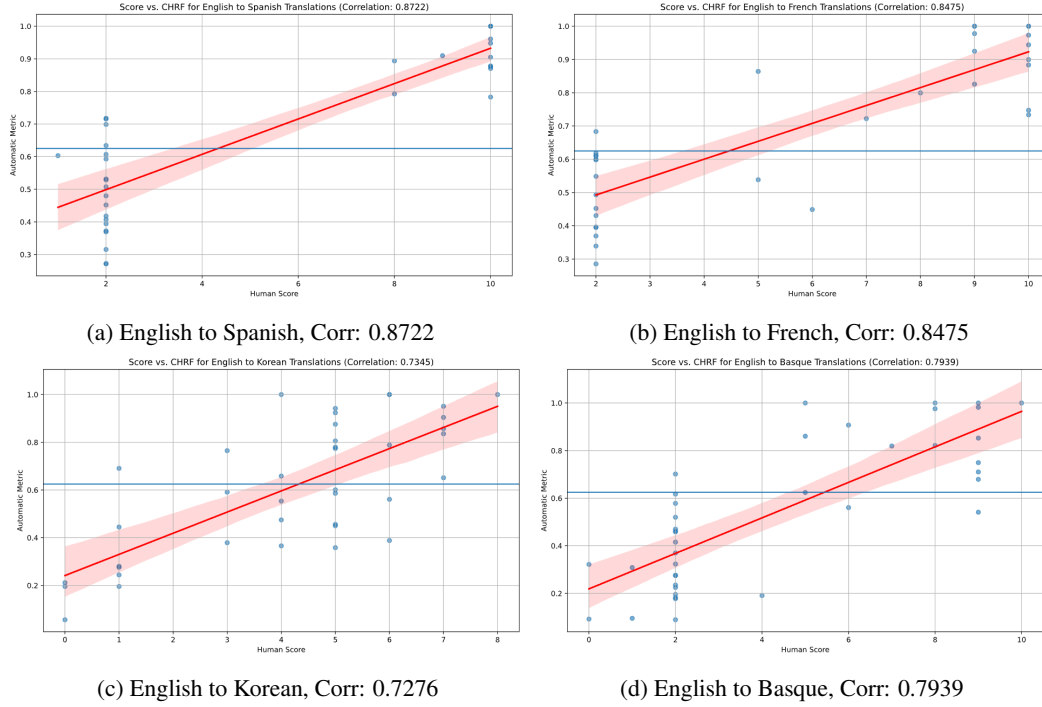 Score vs. CHRF for English to Spanish Translations (Correlation: 0.8722)
1.0
0.9
0.8
0.7
0.6
0.5
0.4
0.3
Automatic Metric
2 4 6 8 10
Human Score
(a) English to Spanish, Corr: 0.8722
Score vs. CHRF for English to French Translations (Correlation: 0.8475)
1.0
0.9
0.8
0.7
0.6
0.5
0.4
0.3
Automatic Metric
2 3 4 5 6 7 8 9 10
Human Score
(b) English to French, Corr: 0.8475
Score vs. CHRF for English to Korean Translations (Correlation: 0.7345)
1.0
0.8
0.6
0.4
0.2
Automatic Metric
0 1 2 3 4 5 6 7 8
Human Score
(c) English to Korean, Corr: 0.7276
Score vs. CHRF for English to Basque Translations (Correlation: 0.7939)
1.0
0.8
0.6
0.4
0.2
Automatic Metric
0 2 4 6 8 10
Human Score
(d) English to Basque, Corr: 0.7939